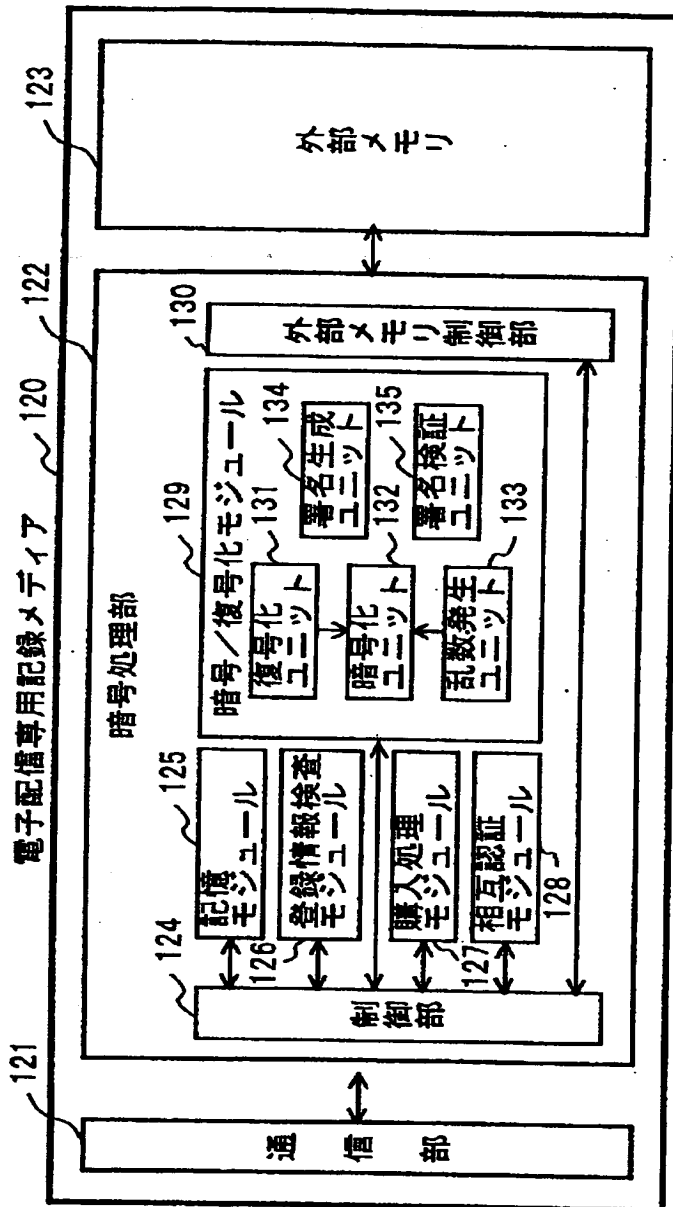 電子配信専用記録メディア
120
121
通信部
122
暗号処理部
123
外部メモリ
124
制御部
125
記憶
モジュール
126
登録情報検査
モジュール
127
購入処理
モジュール
128
相互認証
モジュール
129
暗号/復号化モジュール
131
復号化
ユニット
132
暗号化
ユニット
133
乱数発生
ユニット
134
署名生成
ユニット
135
署名検証
ユニット
130
外部メモリ制御部